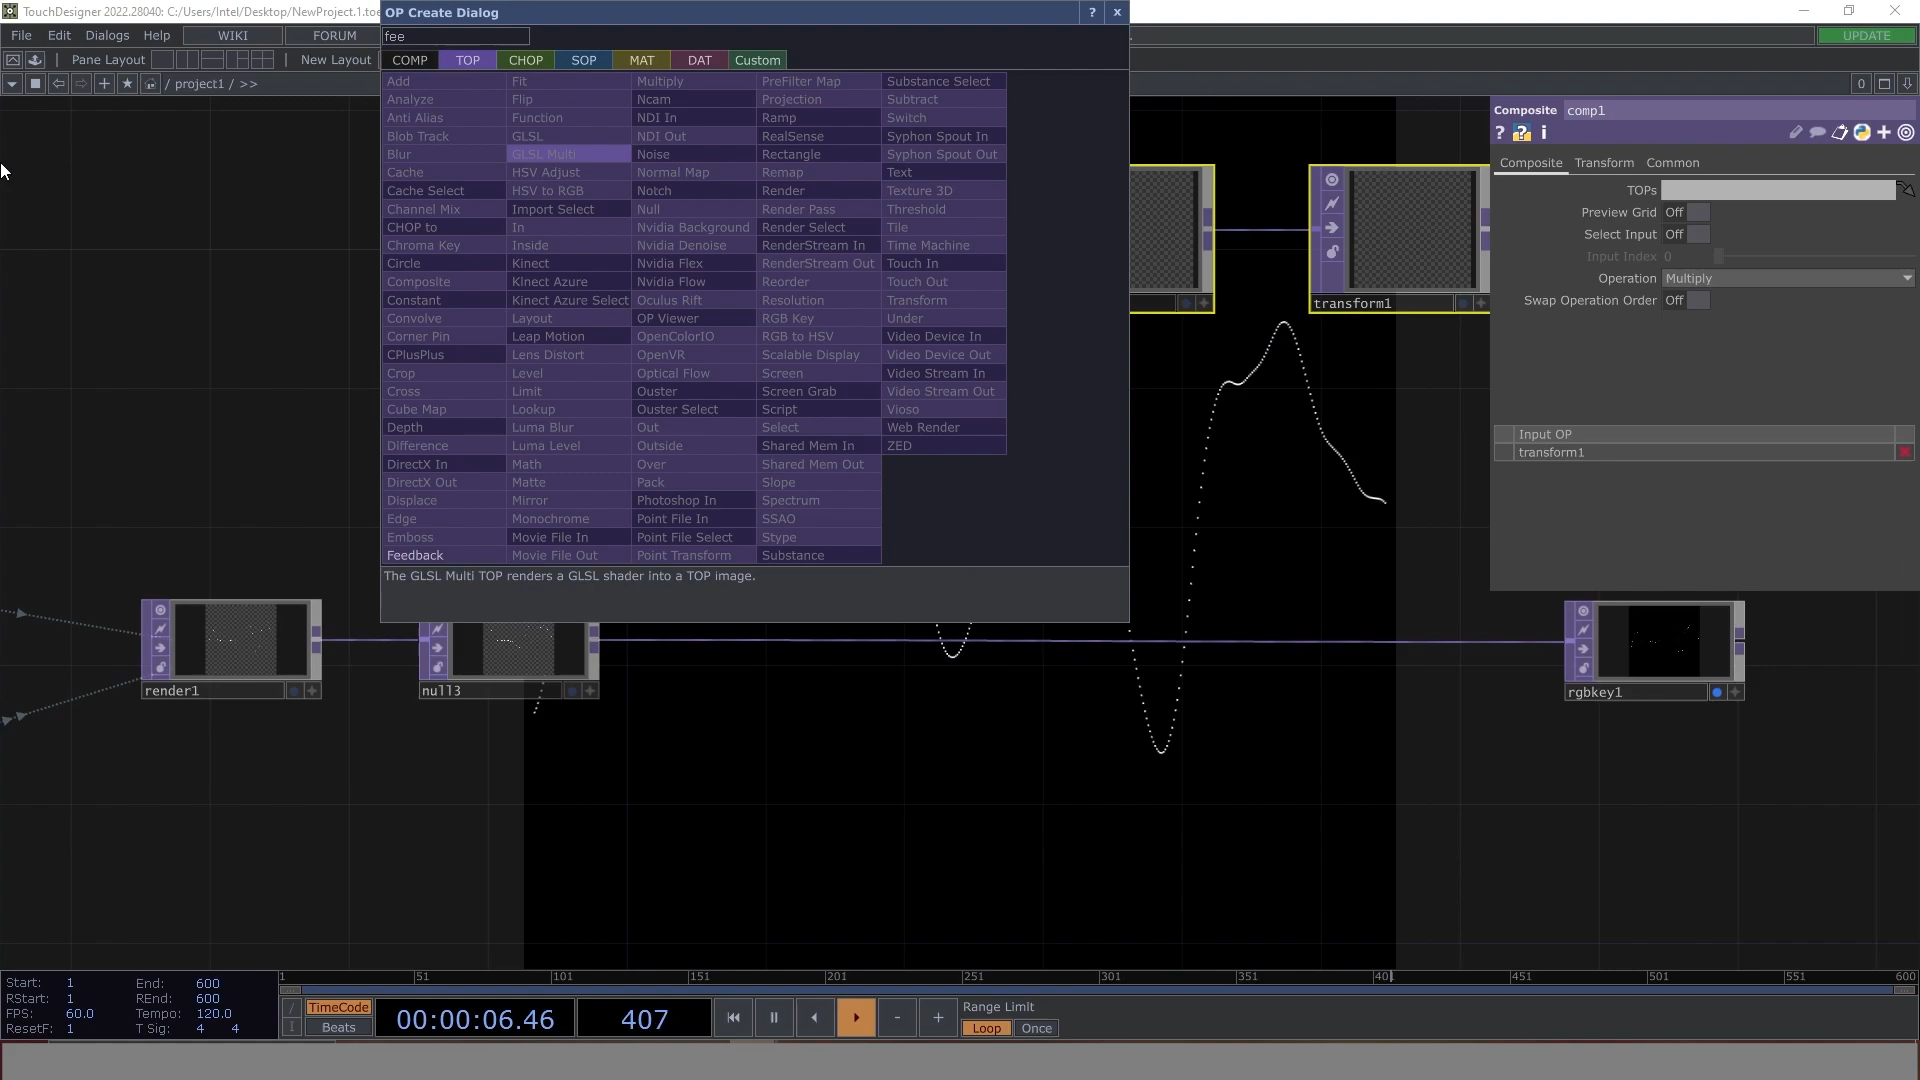 TouchDesigner 2022.28040: C:/Users/Intel/Desktop/NewProject.1.toe
File Edit Dialogs Help WIKI FORUM
UPDATE
Pane Layout New Layout
/ project1 / >>
0
OP Create Dialog
? x
fee
COMP TOP CHOP SOP MAT DAT Custom
Add Fit Multiply PreFilter Map Substance Select
Analyze Flip Ncam Projection Subtract
Anti Alias Function NDI In Ramp Switch
Blob Track GLSL NDI Out RealSense Syphon Spout In
Blur GLSL Multi Noise Rectangle Syphon Spout Out
Cache HSV Adjust Normal Map Remap Text
Cache Select HSV to RGB Notch Render Texture 3D
Channel Mix Import Select Null Render Pass Threshold
CHOP to In Nvidia Background Render Select Tile
Chroma Key Inside Nvidia Denoise RenderStream In Time Machine
Circle Kinect Nvidia Flex RenderStream Out Touch In
Composite Kinect Azure Nvidia Flow Reorder Touch Out
Constant Kinect Azure Select Oculus Rift Resolution Transform
Convolve Layout OP Viewer RGB Key Under
Corner Pin Leap Motion OpenColorIO RGB to HSV Video Device In
CPlusPlus Lens Distort OpenVR Scalable Display Video Device Out
Crop Level Optical Flow Screen Video Stream In
Cross Limit Ouster Screen Grab Video Stream Out
Cube Map Lookup Ouster Select Script Vioso
Depth Luma Blur Out Select Web Render
Difference Luma Level Outside Shared Mem In ZED
DirectX In Math Over Shared Mem Out
DirectX Out Matte Pack Slope
Displace Mirror Photoshop In Spectrum
Edge Monochrome Point File In SSAO
Emboss Movie File In Point File Select Stype
Feedback Movie File Out Point Transform Substance
The GLSL Multi TOP renders a GLSL shader into a TOP image.
Composite comp1
? ? i
Composite Transform Common
TOPs
Preview Grid Off
Select Input Off
Input Index 0
Operation Multiply
Swap Operation Order Off
Input OP
transform1
transform1
render1
null3
rgbkey1
1 51 101 151 201 251 301 351 401 451 501 551 600
Start: 1 End: 600
RStart: 1 REnd: 600
FPS: 60.0 Tempo: 120.0
ResetF: 1 T Sig: 4 4
/ TimeCode
I Beats
00:00:06.46 407
- +
Range Limit
Loop Once